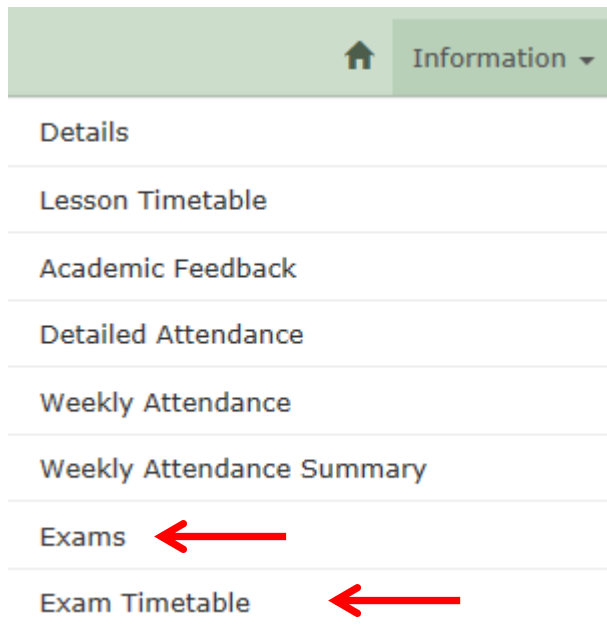 Information
Details
Lesson Timetable
Academic Feedback
Detailed Attendance
Weekly Attendance
Weekly Attendance Summary
Exams
Exam Timetable